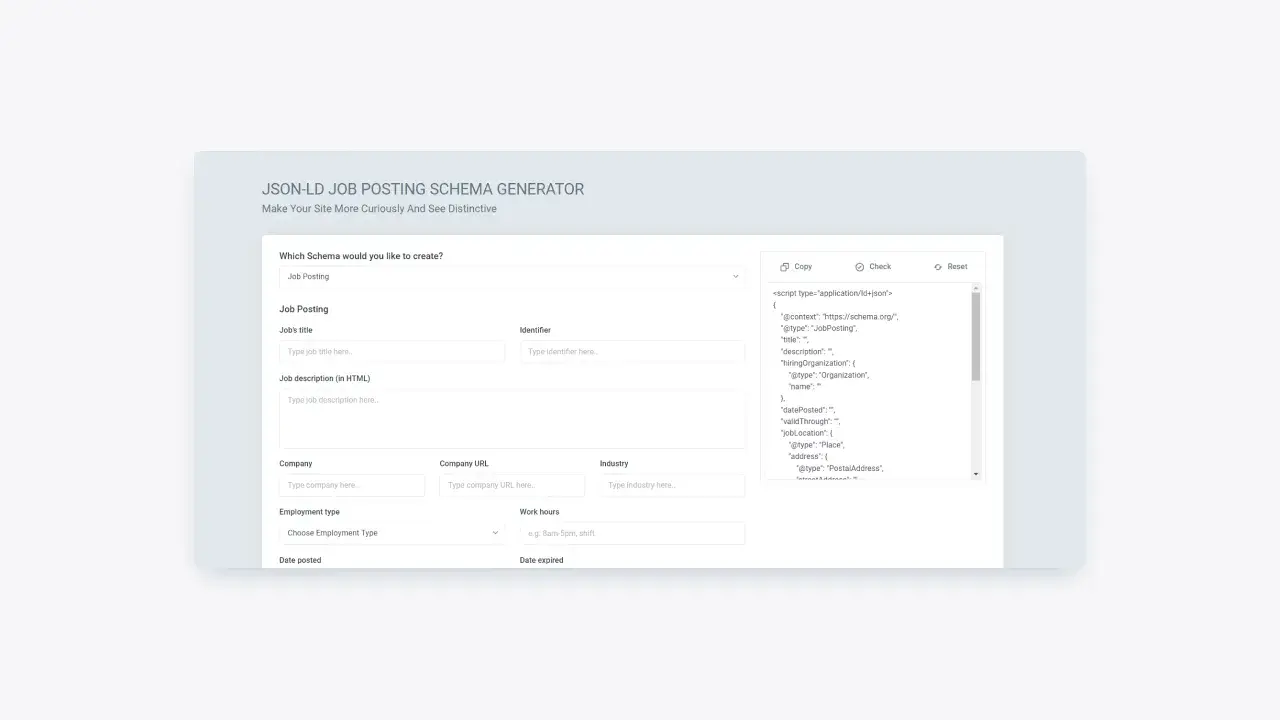 JSON-LD JOB POSTING SCHEMA GENERATOR
Make Your Site More Curiously And See Distinctive
Which Schema would you like to create?
Job Posting
Job Posting
Job's title
Identifier
Type job title here..
Type identifier here..
Job description (in HTML)
Type job description here..
Company
Company URL
Industry
Type company here..
Type company URL here..
Type industry here..
Employment type
Work hours
Choose Employment Type
e.g: 8am-5pm, shift
Date posted
Date expired
Copy
Check
Reset
<script type="application/ld+json">
{
"@context": "https://schema.org/",
"@type": "JobPosting",
"title": "",
"description": "",
"hiringOrganization": {
"@type": "Organization",
"name": ""
},
"datePosted": "",
"validThrough": "",
"jobLocation": {
"@type": "Place",
"address": {
"@type": "PostalAddress",
"streetAddress": "",